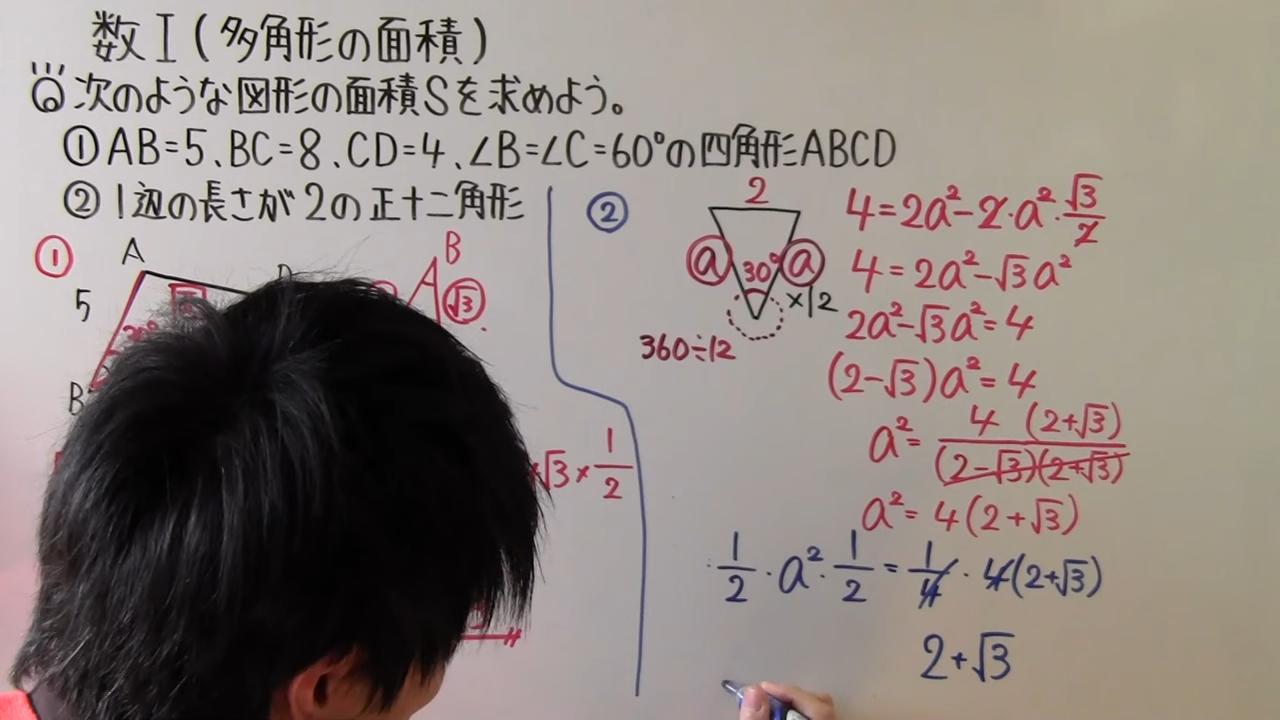 数Ⅰ(多角形の面積)
Q 次のような図形の面積Sを求めよう。
①AB=5、BC=8、CD=4、∠B=∠C=60°の四角形ABCD
②1辺の長さが2の正十二角形
①
A
5
B
B
√3
√3×1/2
②
2
a 30° a
×12
360÷12
4=2a²-2・a²・√3/2
4=2a²-√3a²
2a²-√3a²=4
(2-√3)a²=4
a²=4(2+√3)/(2-√3)(2+√3)
a²=4(2+√3)
1/2・a²・1/2=1/4・4(2+√3)
2+√3